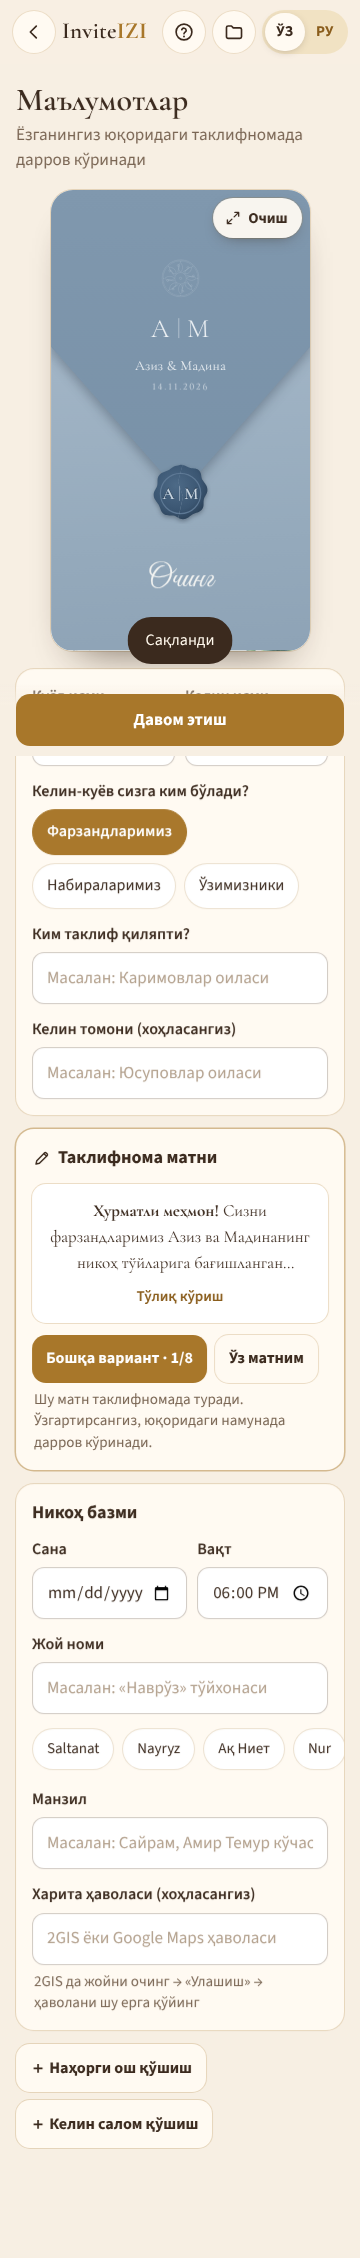 InviteIZI
ЎЗ
РУ
Маълумотлар
Ёзганингиз юқоридаги таклифномада
дарров кўринади
Очиш
A | M
Азиз & Мадина
14.11.2026
A | M
Очинг
Сақланди
Давом этиш
Келин-куёв сизга ким бўлади?
Фарзандларимиз
Набираларимиз
Ўзимизники
Ким таклиф қиляпти?
Масалан: Каримовлар оиласи
Келин томони (хоҳласангиз)
Масалан: Юсуповлар оиласи
Таклифнома матни
Ҳурматли меҳмон! Сизни
фарзандларимиз Азиз ва Мадинанинг
никоҳ тўйларига бағишланган...
Тўлиқ кўриш
Бошқа вариант · 1/8
Ўз матним
Шу матн таклифномада туради.
Ўзгартирсангиз, юқоридаги намунада
дарров кўринади.
Никоҳ базми
Сана
Вақт
mm/dd/yyyy
06:00 PM
Жой номи
Масалан: «Наврўз» тўйхонаси
Saltanat
Nayryz
Ақ Ниет
Nur
Манзил
Масалан: Сайрам, Амир Темур кўчас
Харита ҳаволаси (хоҳласангиз)
2GIS ёки Google Maps ҳаволаси
2GIS да жойни очинг → «Улашиш» →
ҳаволани шу ерга қўйинг
+ Наҳорги ош қўшиш
+ Келин салом қўшиш